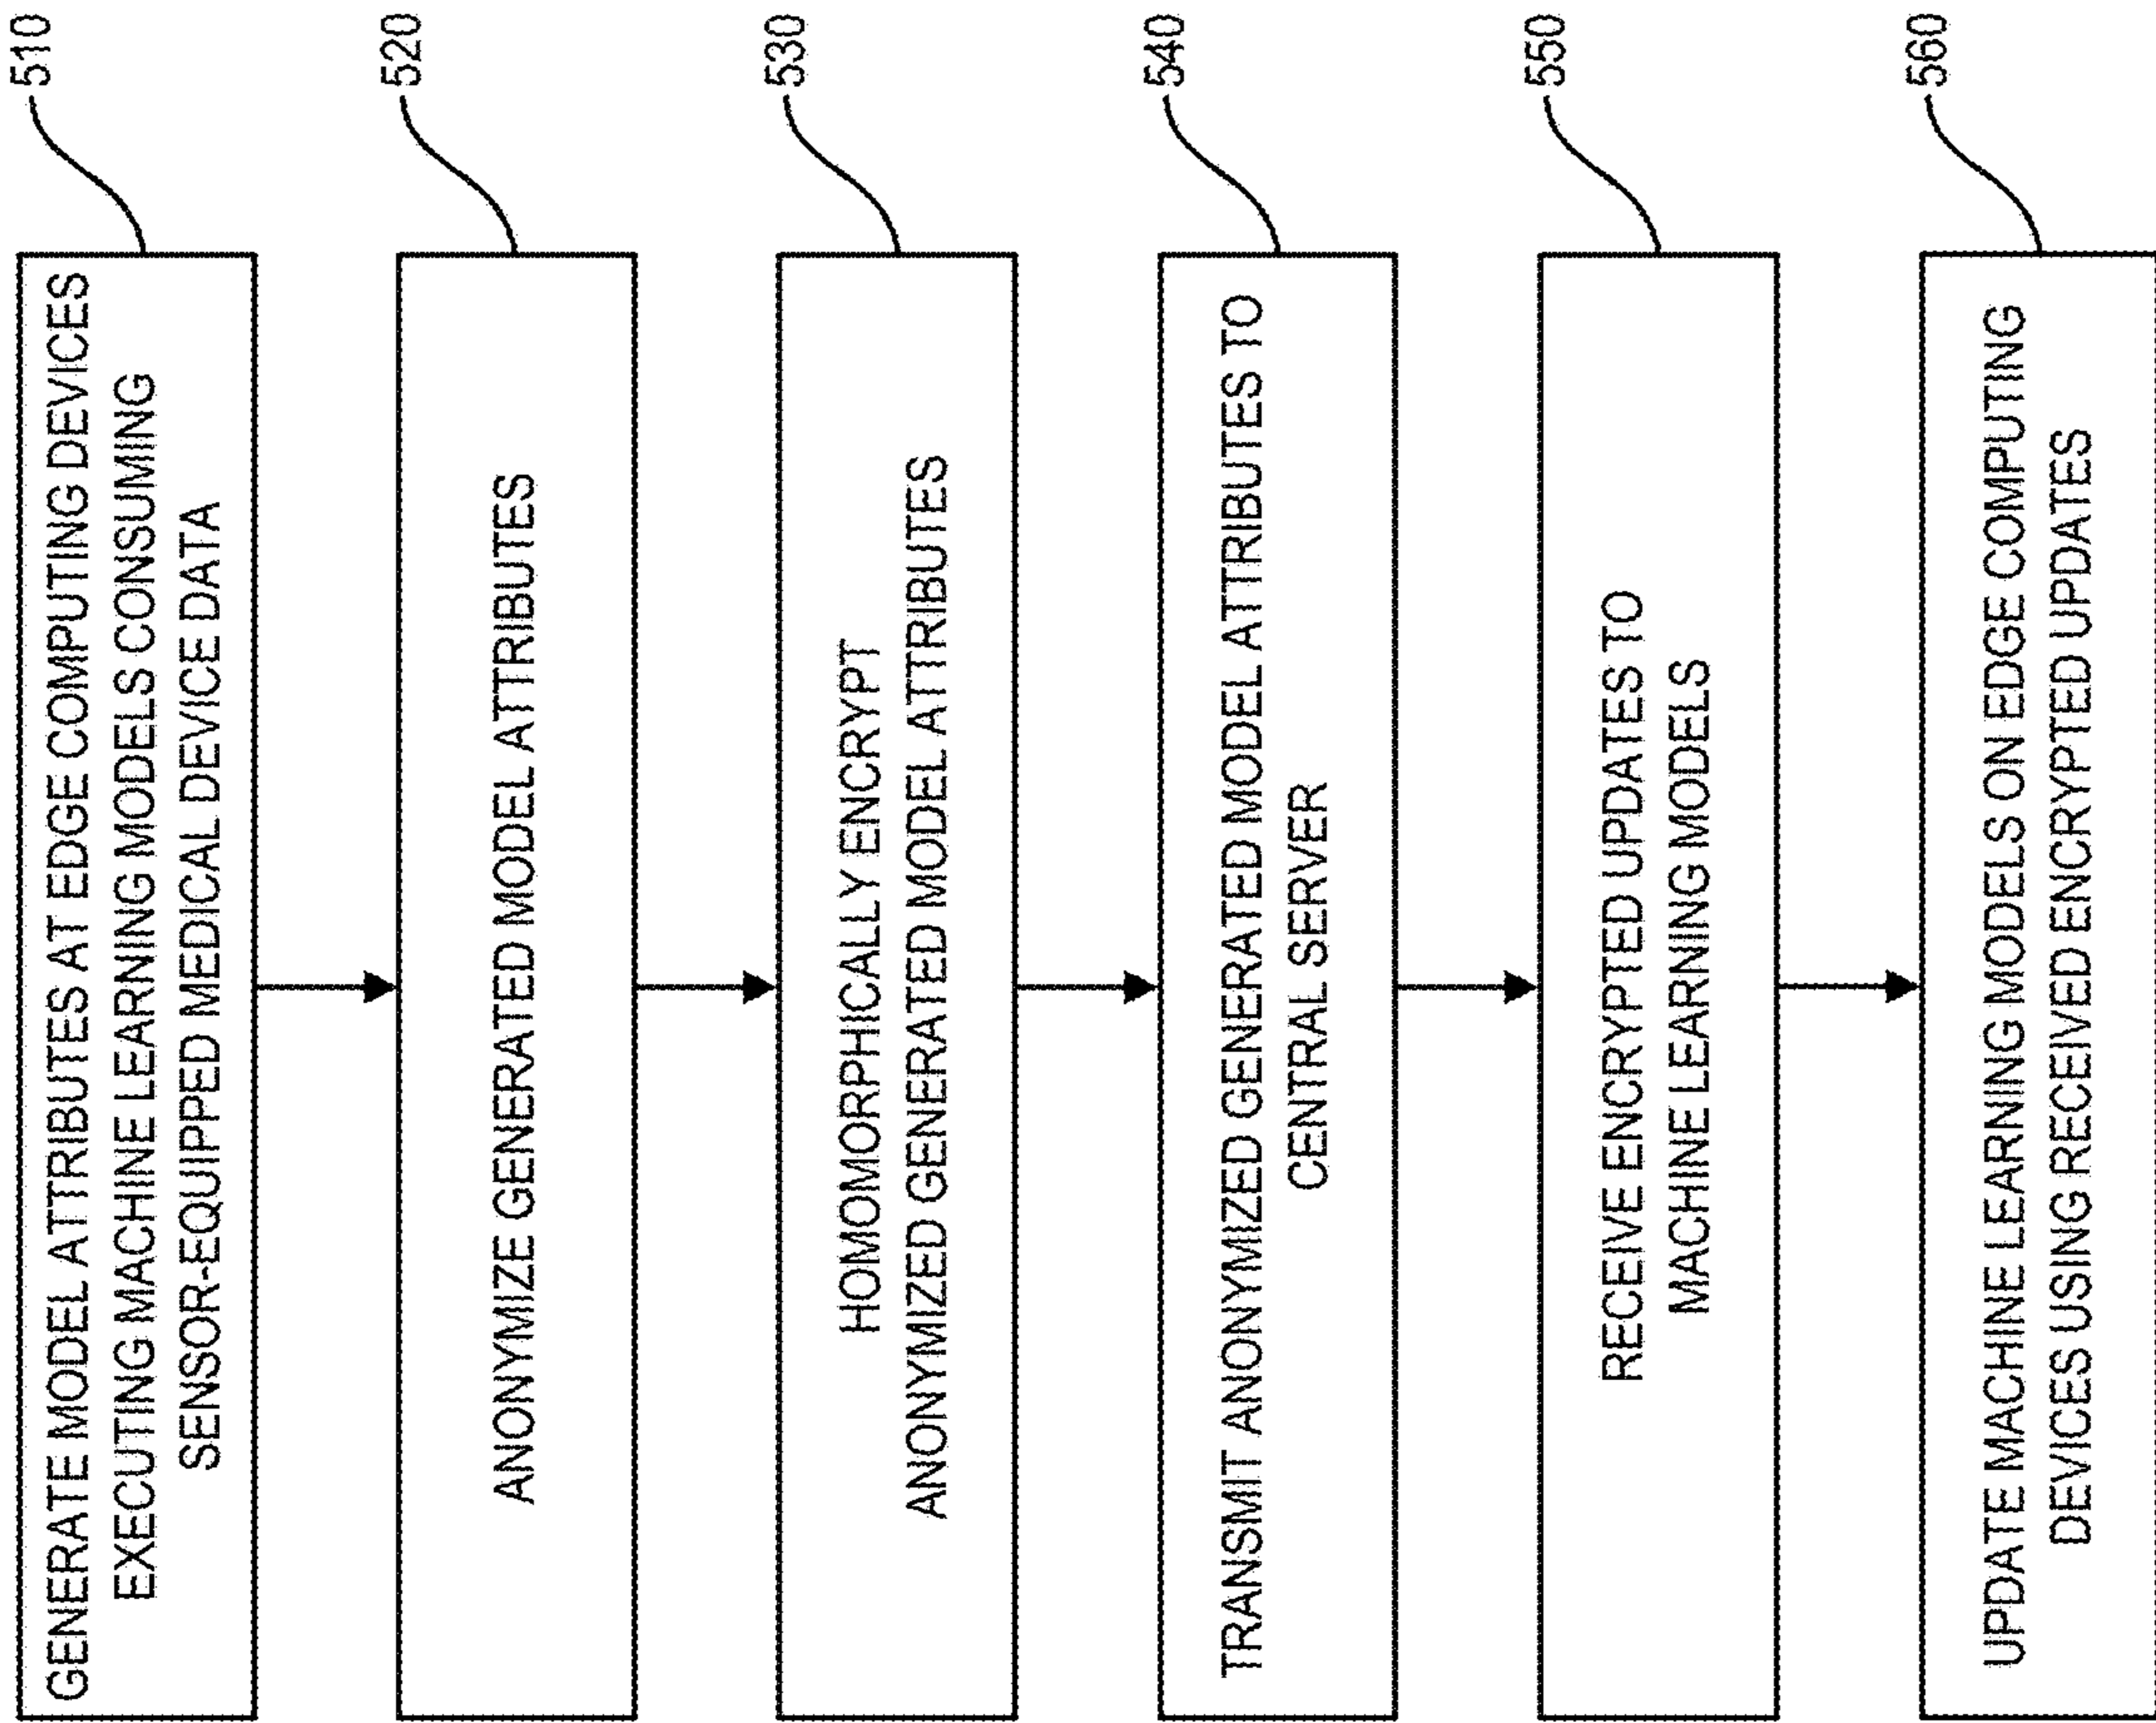 510
GENERATE MODEL ATTRIBUTES AT EDGE COMPUTING DEVICES
EXECUTING MACHINE LEARNING MODELS CONSUMING
SENSOR-EQUIPPED MEDICAL DEVICE DATA
520
ANONYMIZE GENERATED MODEL ATTRIBUTES
530
HOMOMORPHICALLY ENCRYPT
ANONYMIZED GENERATED MODEL ATTRIBUTES
540
TRANSMIT ANONYMIZED GENERATED MODEL ATTRIBUTES TO
CENTRAL SERVER
550
RECEIVE ENCRYPTED UPDATES TO
MACHINE LEARNING MODELS
560
UPDATE MACHINE LEARNING MODELS ON EDGE COMPUTING
DEVICES USING RECEIVED ENCRYPTED UPDATES